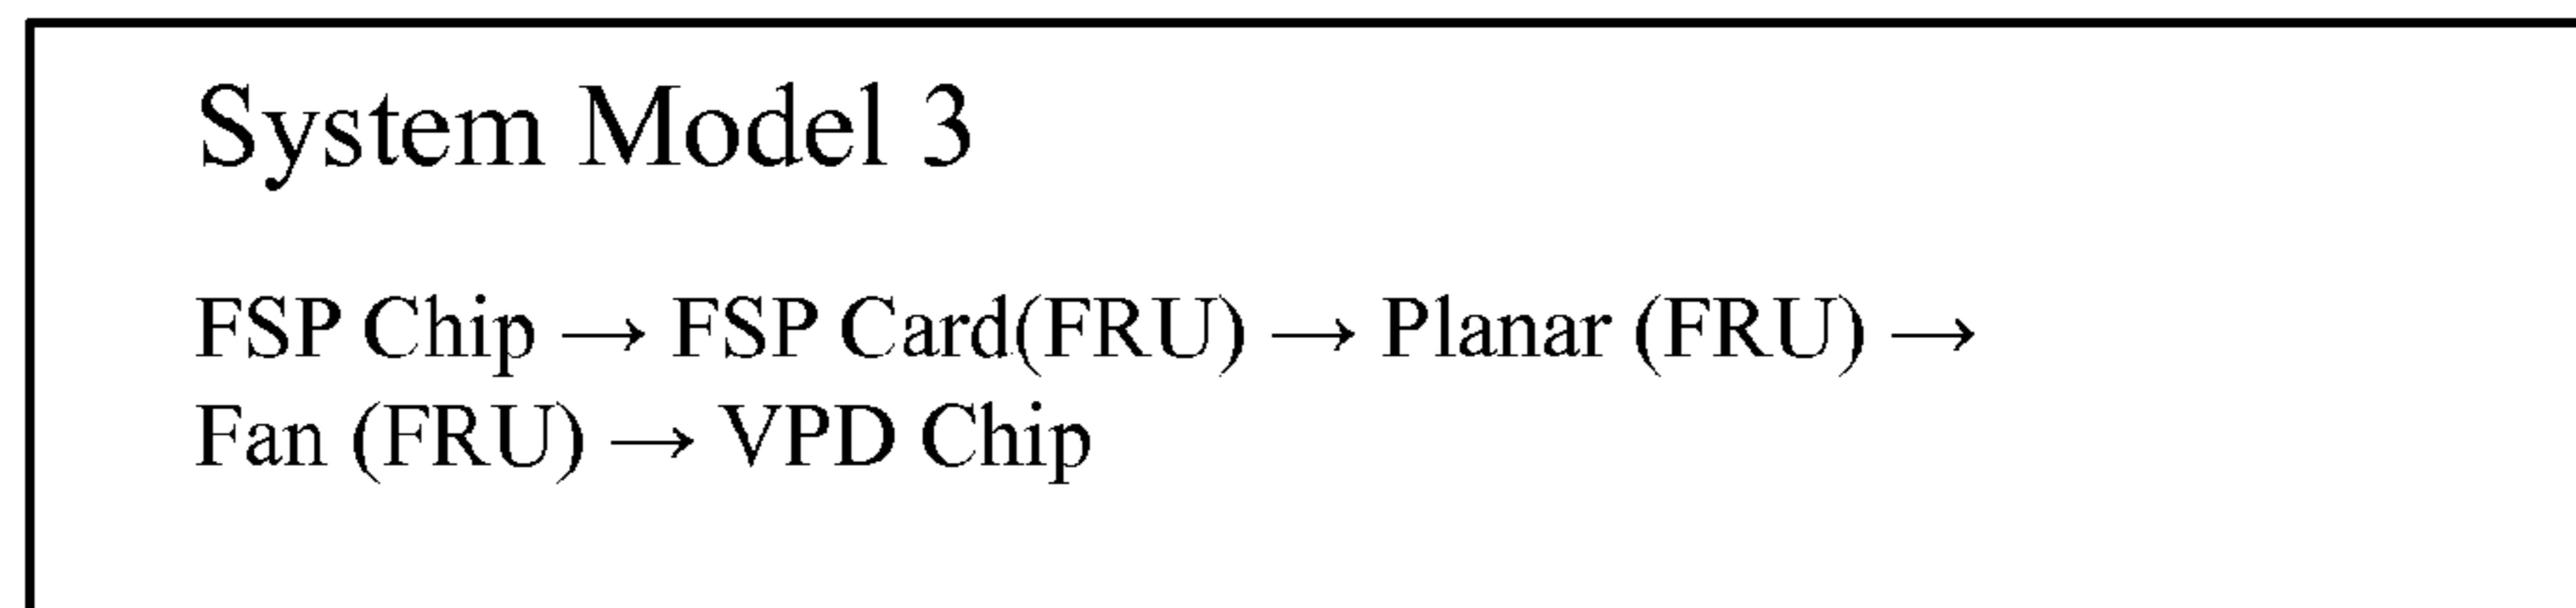 System Model 3
FSP Chip → FSP Card(FRU) → Planar (FRU) →
Fan (FRU) → VPD Chip